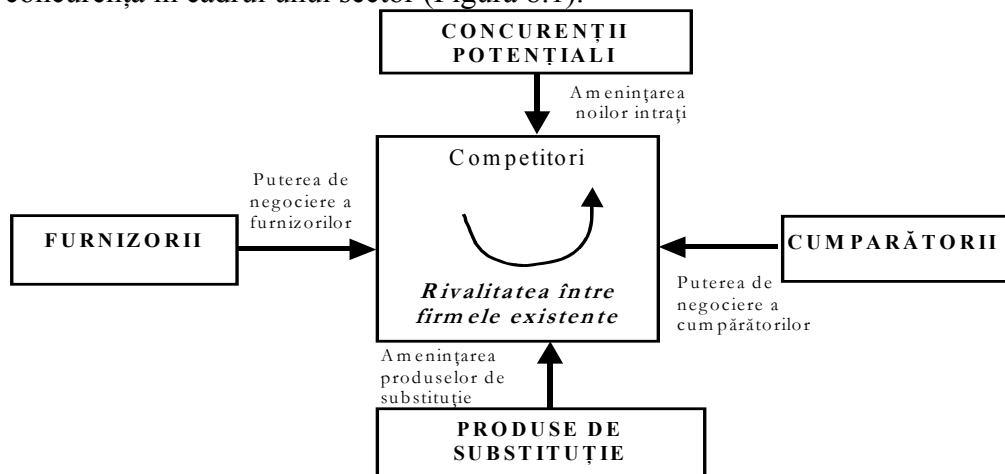 concurența în cadrul unui sector (Figura 8.1).
CONCURENȚII
POTENȚIALI
Amenințarea
noilor intrați
Competitori
Puterea de
negociere a
furnizorilor
FURNIZORII
CUMPARĂTORII
Rivalitatea între
firmele existente
Puterea de
negociere a
cumpărătorilor
Amenințarea
produselor de
substituție
PRODUSE DE
SUBSTITUȚIE